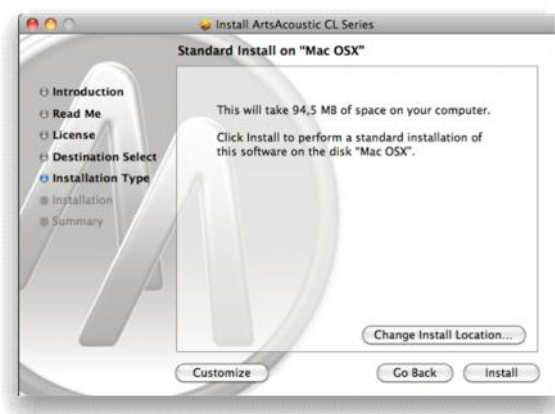 Install ArtsAcoustic CL Series
Standard Install on "Mac OSX"
Introduction
Read Me
License
Destination Select
Installation Type
Installation
Summary
This will take 94,5 MB of space on your computer.
Click Install to perform a standard installation of
this software on the disk "Mac OSX".
Change Install Location...
Customize
Go Back
Install